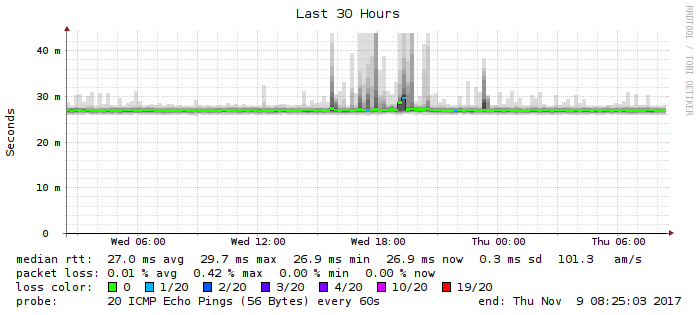 Last 30 Hours
RRDTOOL / TOBI OETIKER
Seconds
40 m
30 m
20 m
10 m
0
Wed 06:00 Wed 12:00 Wed 18:00 Thu 00:00 Thu 06:00
median rtt: 27.0 ms avg 29.7 ms max 26.9 ms min 26.9 ms now 0.3 ms sd 101.3 am/s
packet loss: 0.01 % avg 0.42 % max 0.00 % min 0.00 % now
loss color: 0 1/20 2/20 3/20 4/20 10/20 19/20
probe: 20 ICMP Echo Pings (56 Bytes) every 60s end: Thu Nov 9 08:25:03 2017